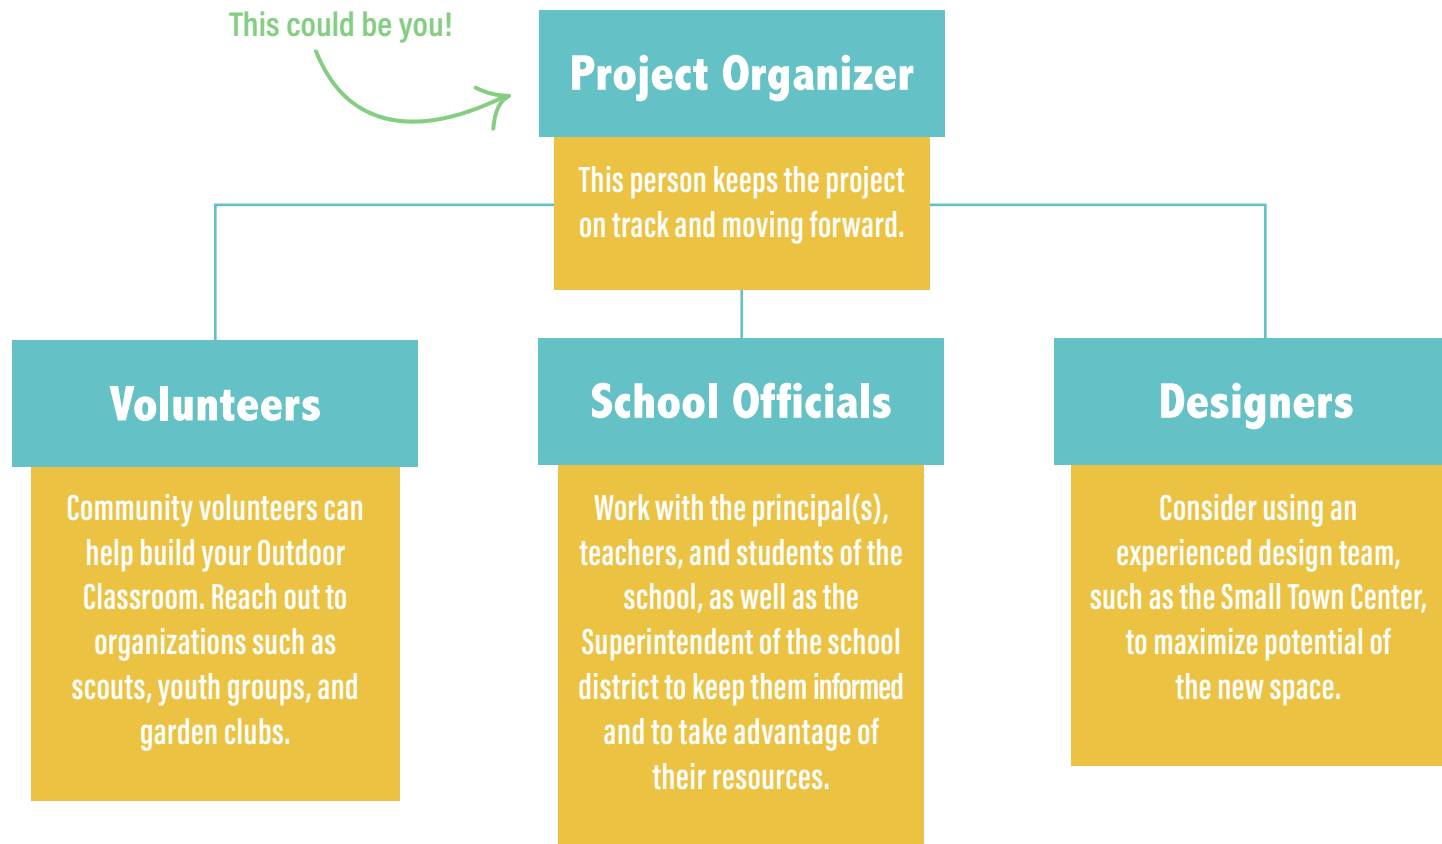 This could be you!
Project Organizer
This person keeps the project
on track and moving forward.
Volunteers
Community volunteers can
help build your Outdoor
Classroom. Reach out to
organizations such as
scouts, youth groups, and
garden clubs.
School Officials
Work with the principal(s),
teachers, and students of the
school, as well as the
Superintendent of the school
district to keep them informed
and to take advantage of
their resources.
Designers
Consider using an
experienced design team,
such as the Small Town Center,
to maximize potential of
the new space.